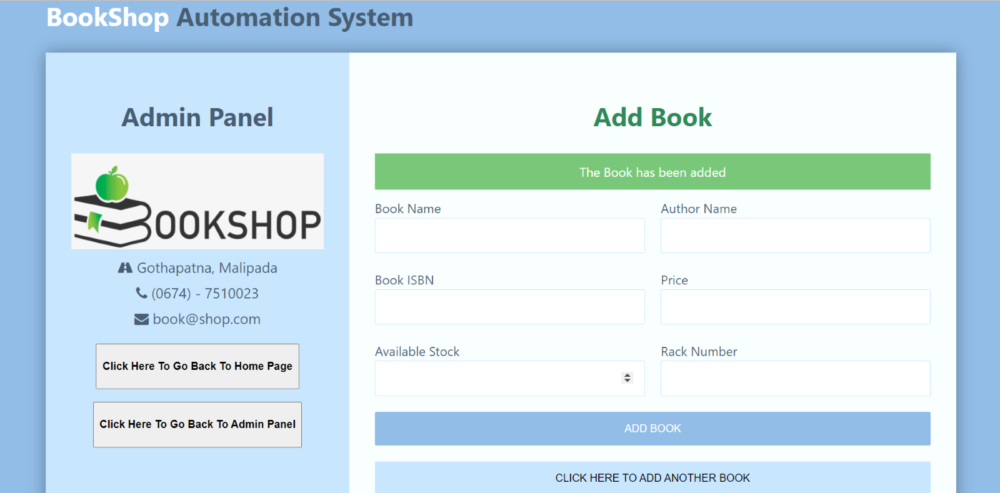 BookShop Automation System
Admin Panel
BOOKSHOP
Gothapatna, Malipada
(0674) - 7510023
book@shop.com
Click Here To Go Back To Home Page
Click Here To Go Back To Admin Panel
Add Book
The Book has been added
Book Name
Author Name
Book ISBN
Price
Available Stock
Rack Number
ADD BOOK
CLICK HERE TO ADD ANOTHER BOOK